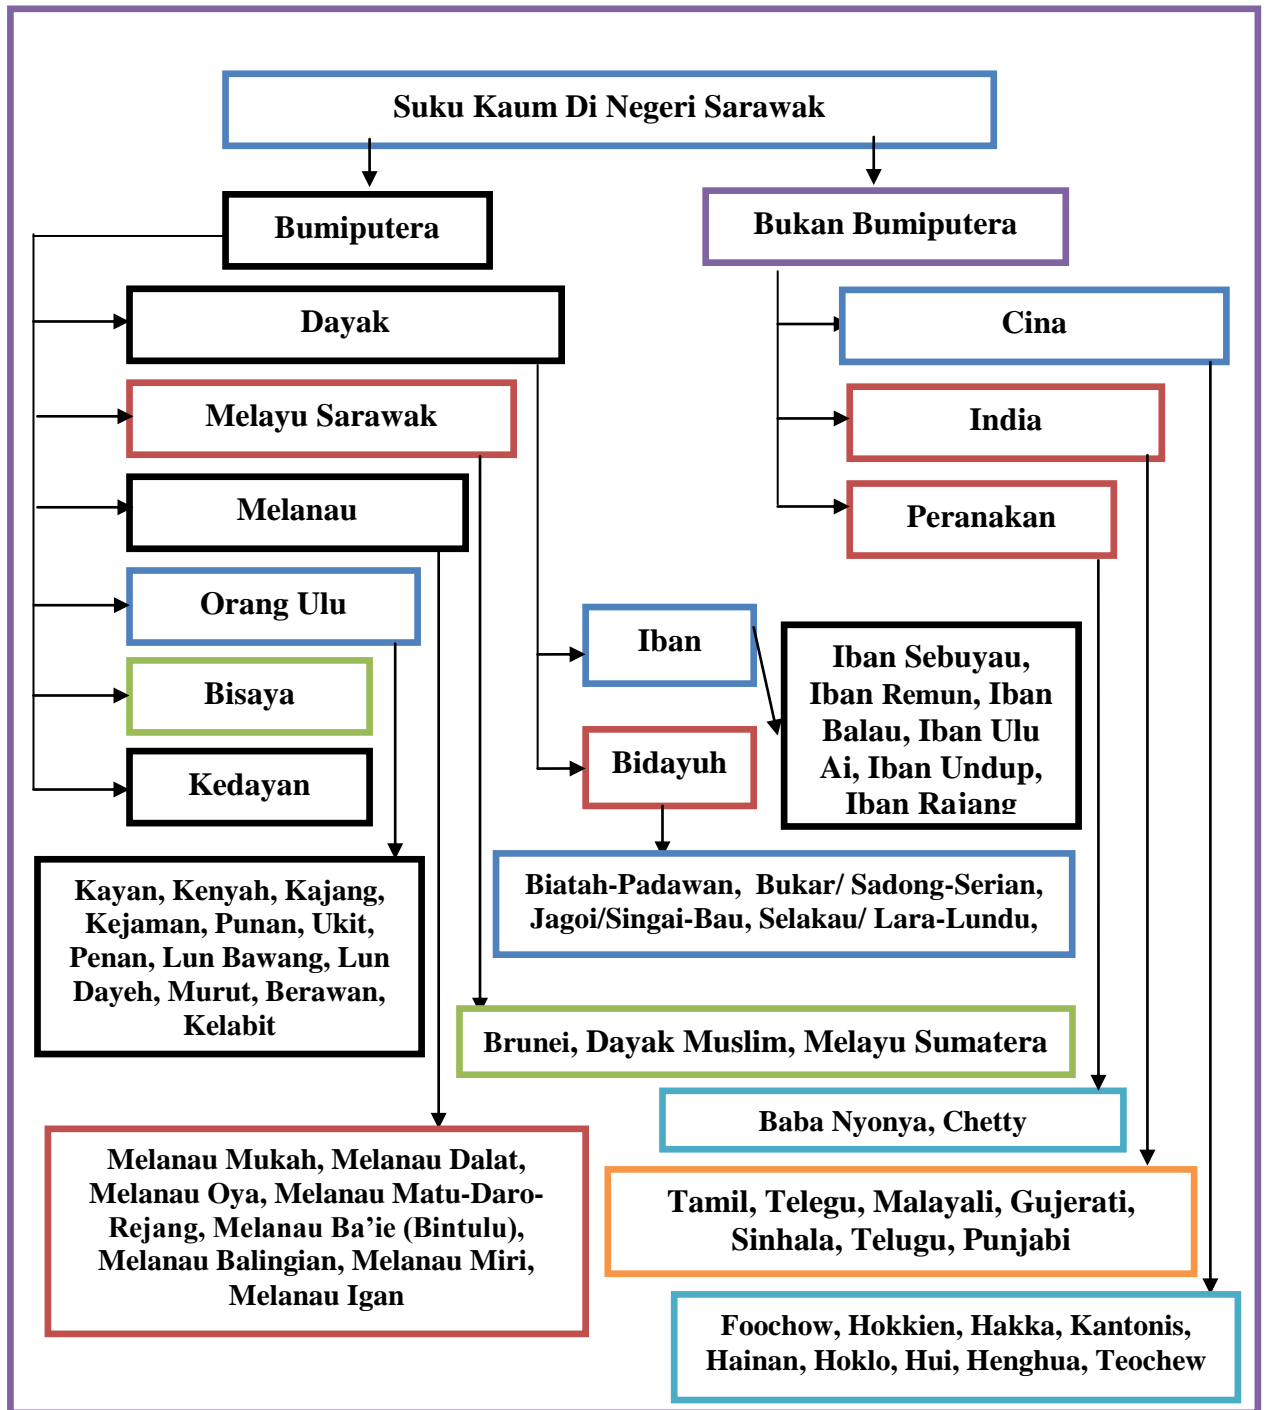 Suku Kaum Di Negeri Sarawak
Bumiputera
Bukan Bumiputera
Dayak
Cina
Melayu Sarawak
India
Melanau
Peranakan
Orang Ulu
Iban
Iban Sebuyau,
Iban Remun, Iban
Balau, Iban Ulu
Ai, Iban Undup,
Iban Rajang
Bisaya
Bidayuh
Kedayan
Kayan, Kenyah, Kajang,
Kejaman, Punan, Ukit,
Penan, Lun Bawang, Lun
Dayeh, Murut, Berawan,
Kelabit
Biatah-Padawan, Bukar/ Sadong-Serian,
Jagoi/Singai-Bau, Selakau/ Lara-Lundu,
Brunei, Dayak Muslim, Melayu Sumatera
Baba Nyonya, Chetty
Melanau Mukah, Melanau Dalat,
Melanau Oya, Melanau Matu-Daro-
Rejang, Melanau Ba’ie (Bintulu),
Melanau Balingian, Melanau Miri,
Melanau Igan
Tamil, Telegu, Malayali, Gujerati,
Sinhala, Telugu, Punjabi
Foochow, Hokkien, Hakka, Kantonis,
Hainan, Hoklo, Hui, Henghua, Teochew